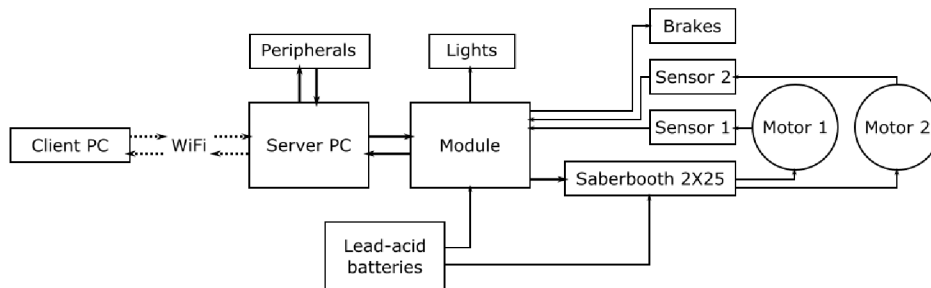 Brakes
Peripherals
Lights
Sensor 2
Client PC
WiFi
Server PC
Module
Sensor 1
Motor 1
Motor 2
Saberbooth 2X25
Lead-acid
batteries